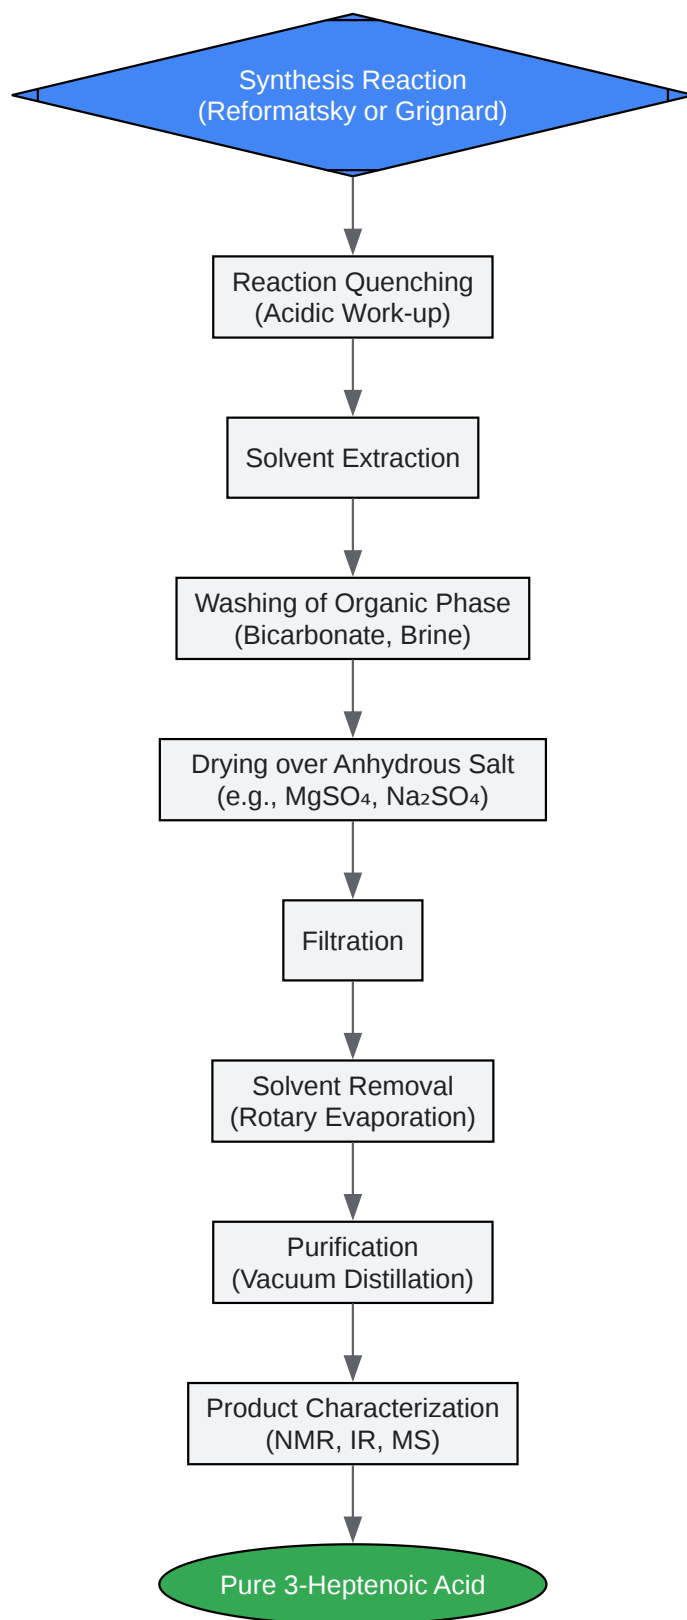 Synthesis Reaction
(Reformatsky or Grignard)
Reaction Quenching
(Acidic Work-up)
Solvent Extraction
Washing of Organic Phase
(Bicarbonate, Brine)
Drying over Anhydrous Salt
(e.g., MgSO₄, Na₂SO₄)
Filtration
Solvent Removal
(Rotary Evaporation)
Purification
(Vacuum Distillation)
Product Characterization
(NMR, IR, MS)
Pure 3-Heptenoic Acid